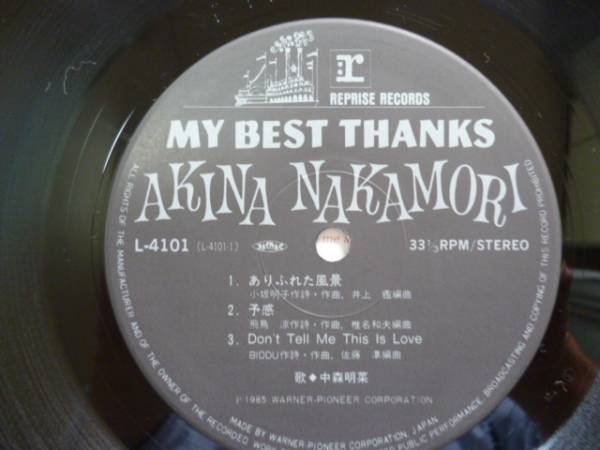 r
REPRISE RECORDS
MY BEST THANKS
AKINA NAKAMORI
L-4101 (L-4101-1)
33⅓RPM/STEREO
1. ありふれた風景
小坂明子作詩・作曲, 井上 鑑編曲
2. 予感
飛鳥 涼作詩・作曲, 椎名和夫編曲
3. Don't Tell Me This Is Love
BIDDU作詩・作曲, 佐藤 準編曲
歌◆中森明菜
℗1985 WARNER-PIONEER CORPORATION
MADE BY WARNER-PIONEER CORPORATION, JAPAN.
ALL RIGHTS OF THE MANUFACTURER AND OF THE OWNER OF THE RECORDED WORK
PUBLIC PERFORMANCE, BROADCASTING AND COPYING OF THIS RECORD PROHIBITED